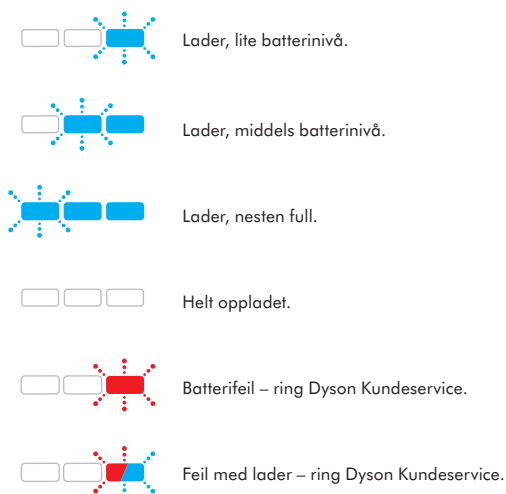 Lader, lite batterinivå.
Lader, middels batterinivå.
Lader, nesten full.
Helt oppladet.
Batterifeil – ring Dyson Kundeservice.
Feil med lader – ring Dyson Kundeservice.